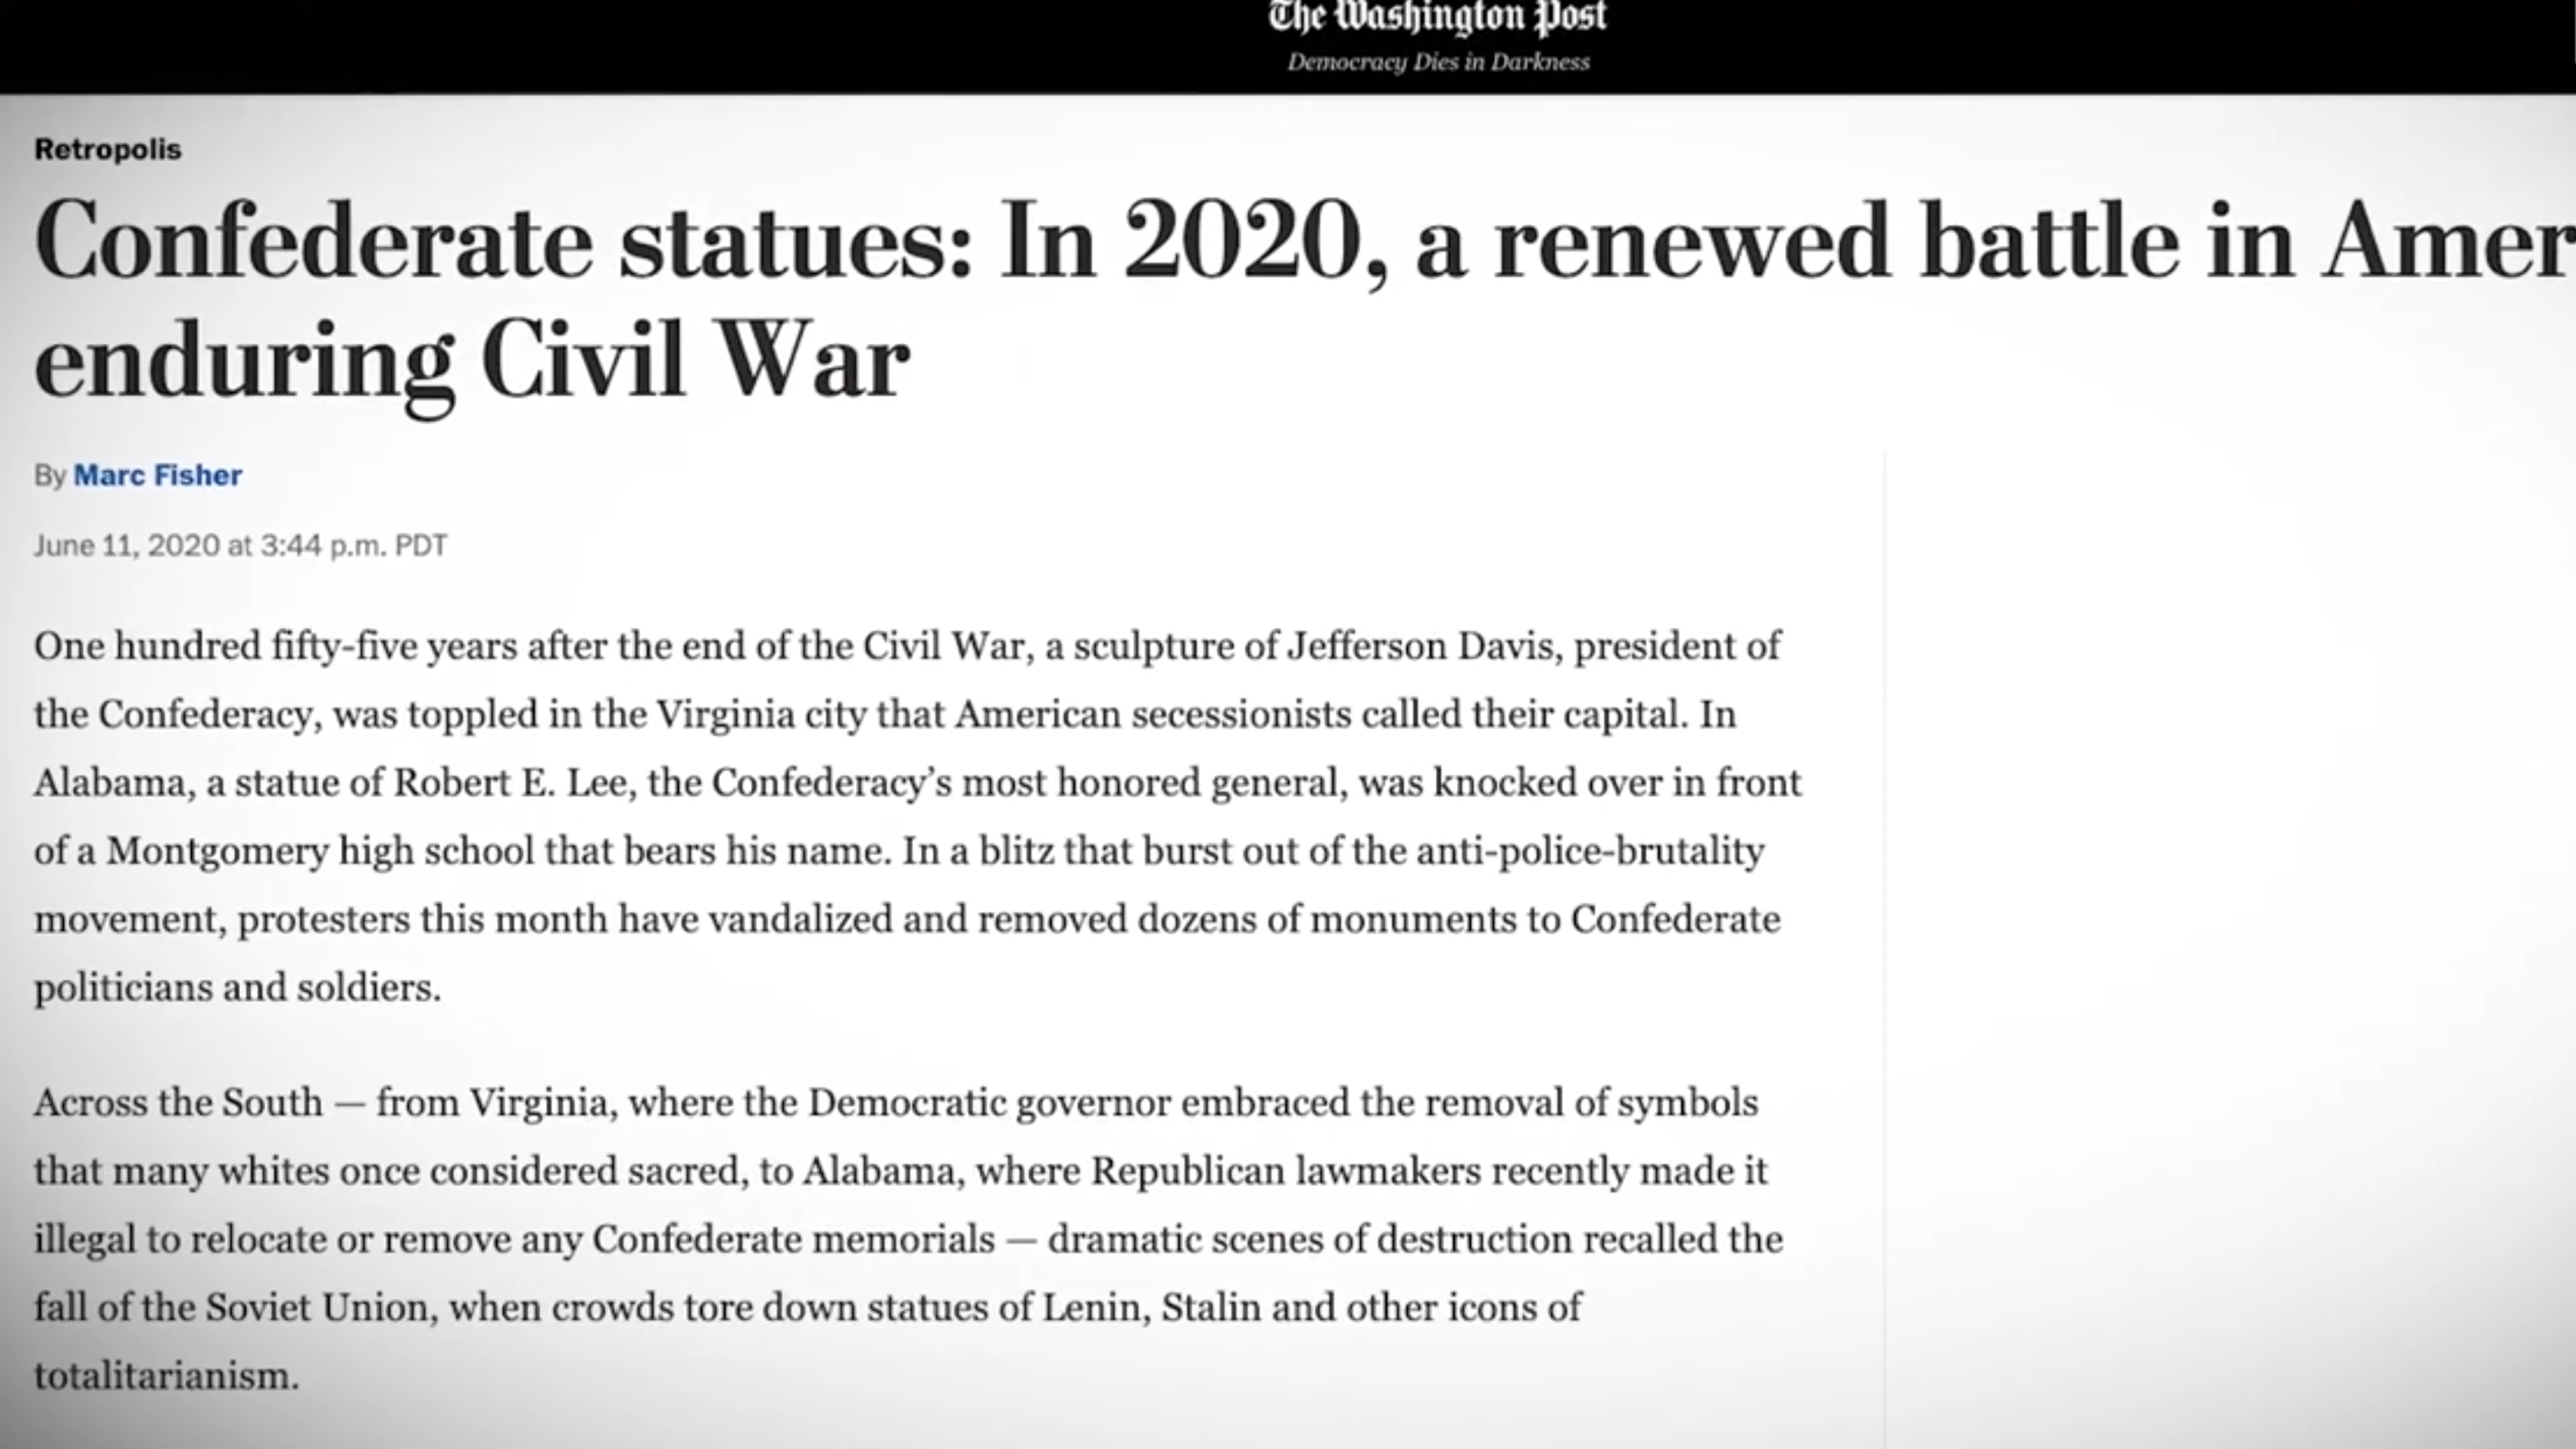 The Washington Post
Democracy Dies in Darkness
Retropolis
Confederate statues: In 2020, a renewed battle in Amer
enduring Civil War
By Marc Fisher
June 11, 2020 at 3:44 p.m. PDT
One hundred fifty-five years after the end of the Civil War, a sculpture of Jefferson Davis, president of
the Confederacy, was toppled in the Virginia city that American secessionists called their capital. In
Alabama, a statue of Robert E. Lee, the Confederacy’s most honored general, was knocked over in front
of a Montgomery high school that bears his name. In a blitz that burst out of the anti-police-brutality
movement, protesters this month have vandalized and removed dozens of monuments to Confederate
politicians and soldiers.
Across the South — from Virginia, where the Democratic governor embraced the removal of symbols
that many whites once considered sacred, to Alabama, where Republican lawmakers recently made it
illegal to relocate or remove any Confederate memorials — dramatic scenes of destruction recalled the
fall of the Soviet Union, when crowds tore down statues of Lenin, Stalin and other icons of
totalitarianism.